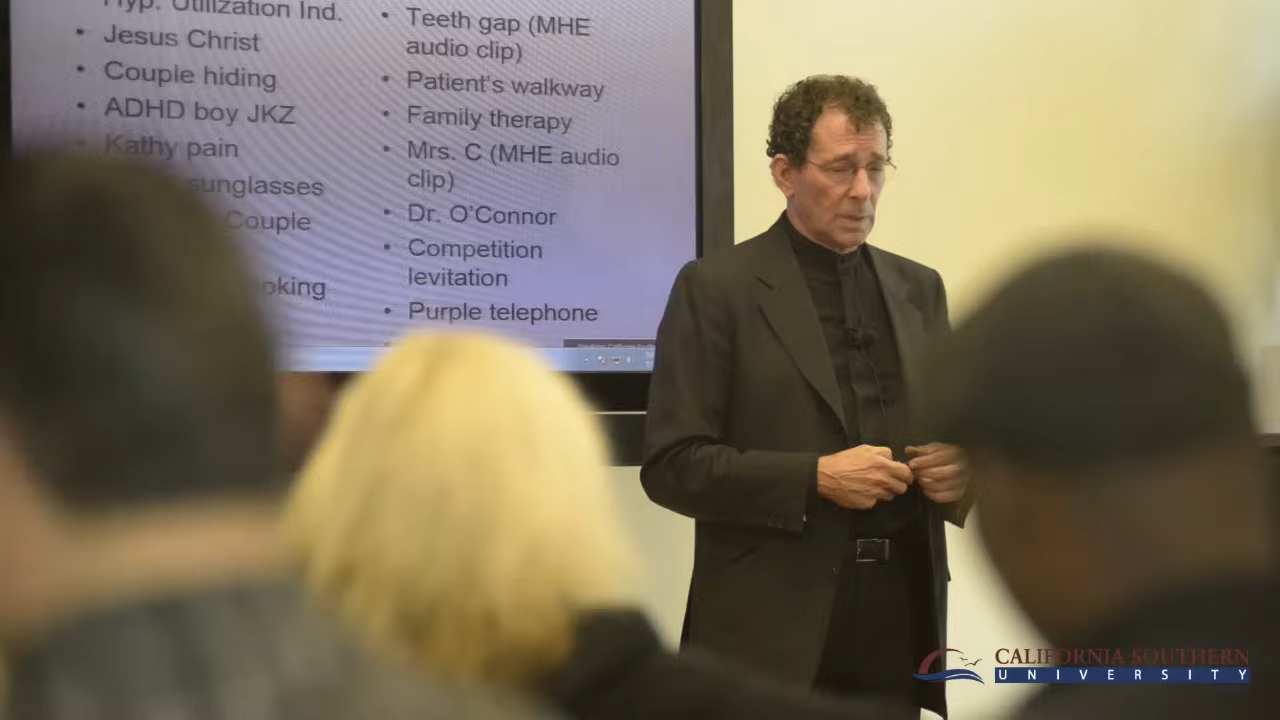 Hyp. Utilization Ind.
• Jesus Christ
• Couple hiding
• ADHD boy JKZ
• Kathy pain
sunglasses
Couple
• Teeth gap (MHE
audio clip)
• Patient's walkway
• Family therapy
• Mrs. C (MHE audio
clip)
• Dr. O'Connor
• Competition
levitation
• Purple telephone
CALIFORNIA SOUTHERN
UNIVERSITY